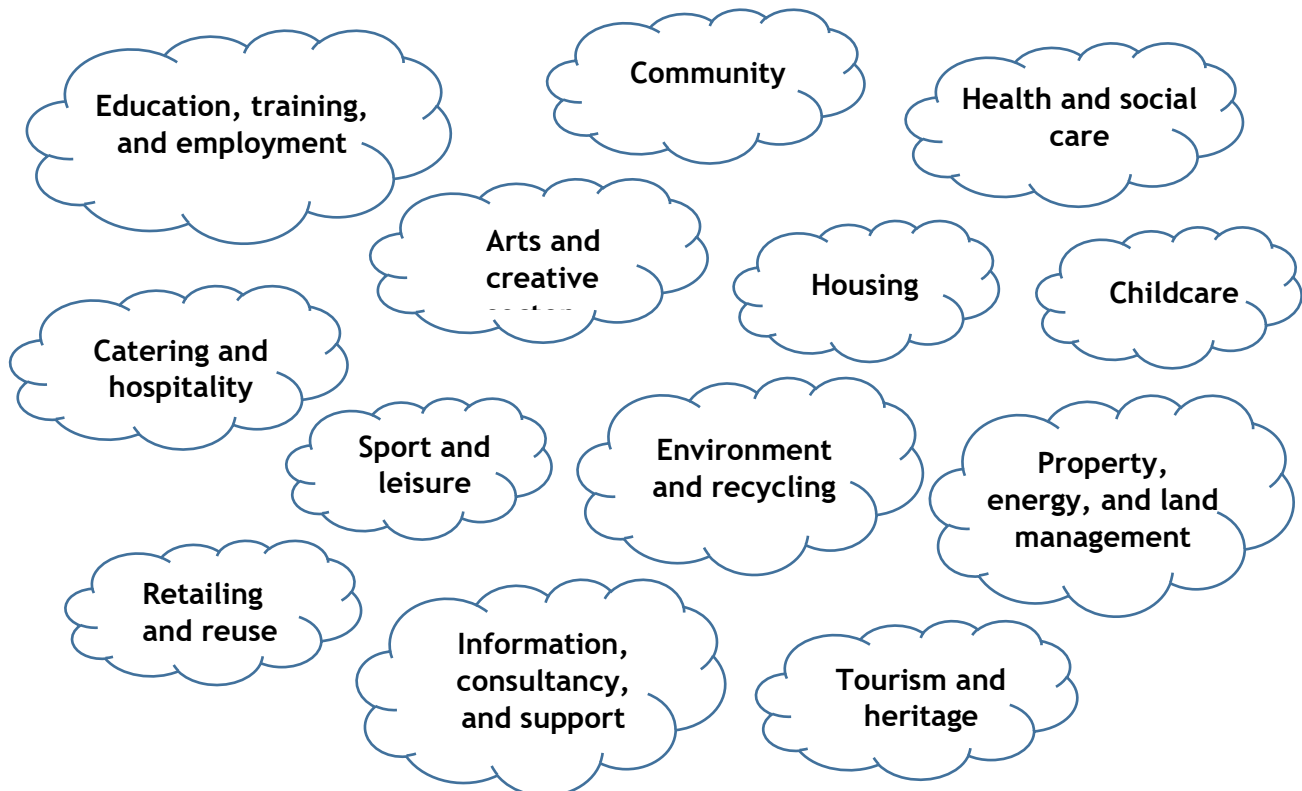 Education, training,
and employment
Community
Health and social
care
Arts and
creative
Housing
Childcare
Catering and
hospitality
Sport and
leisure
Environment
and recycling
Property,
energy, and land
management
Retailing
and reuse
Information,
consultancy,
and support
Tourism and
heritage